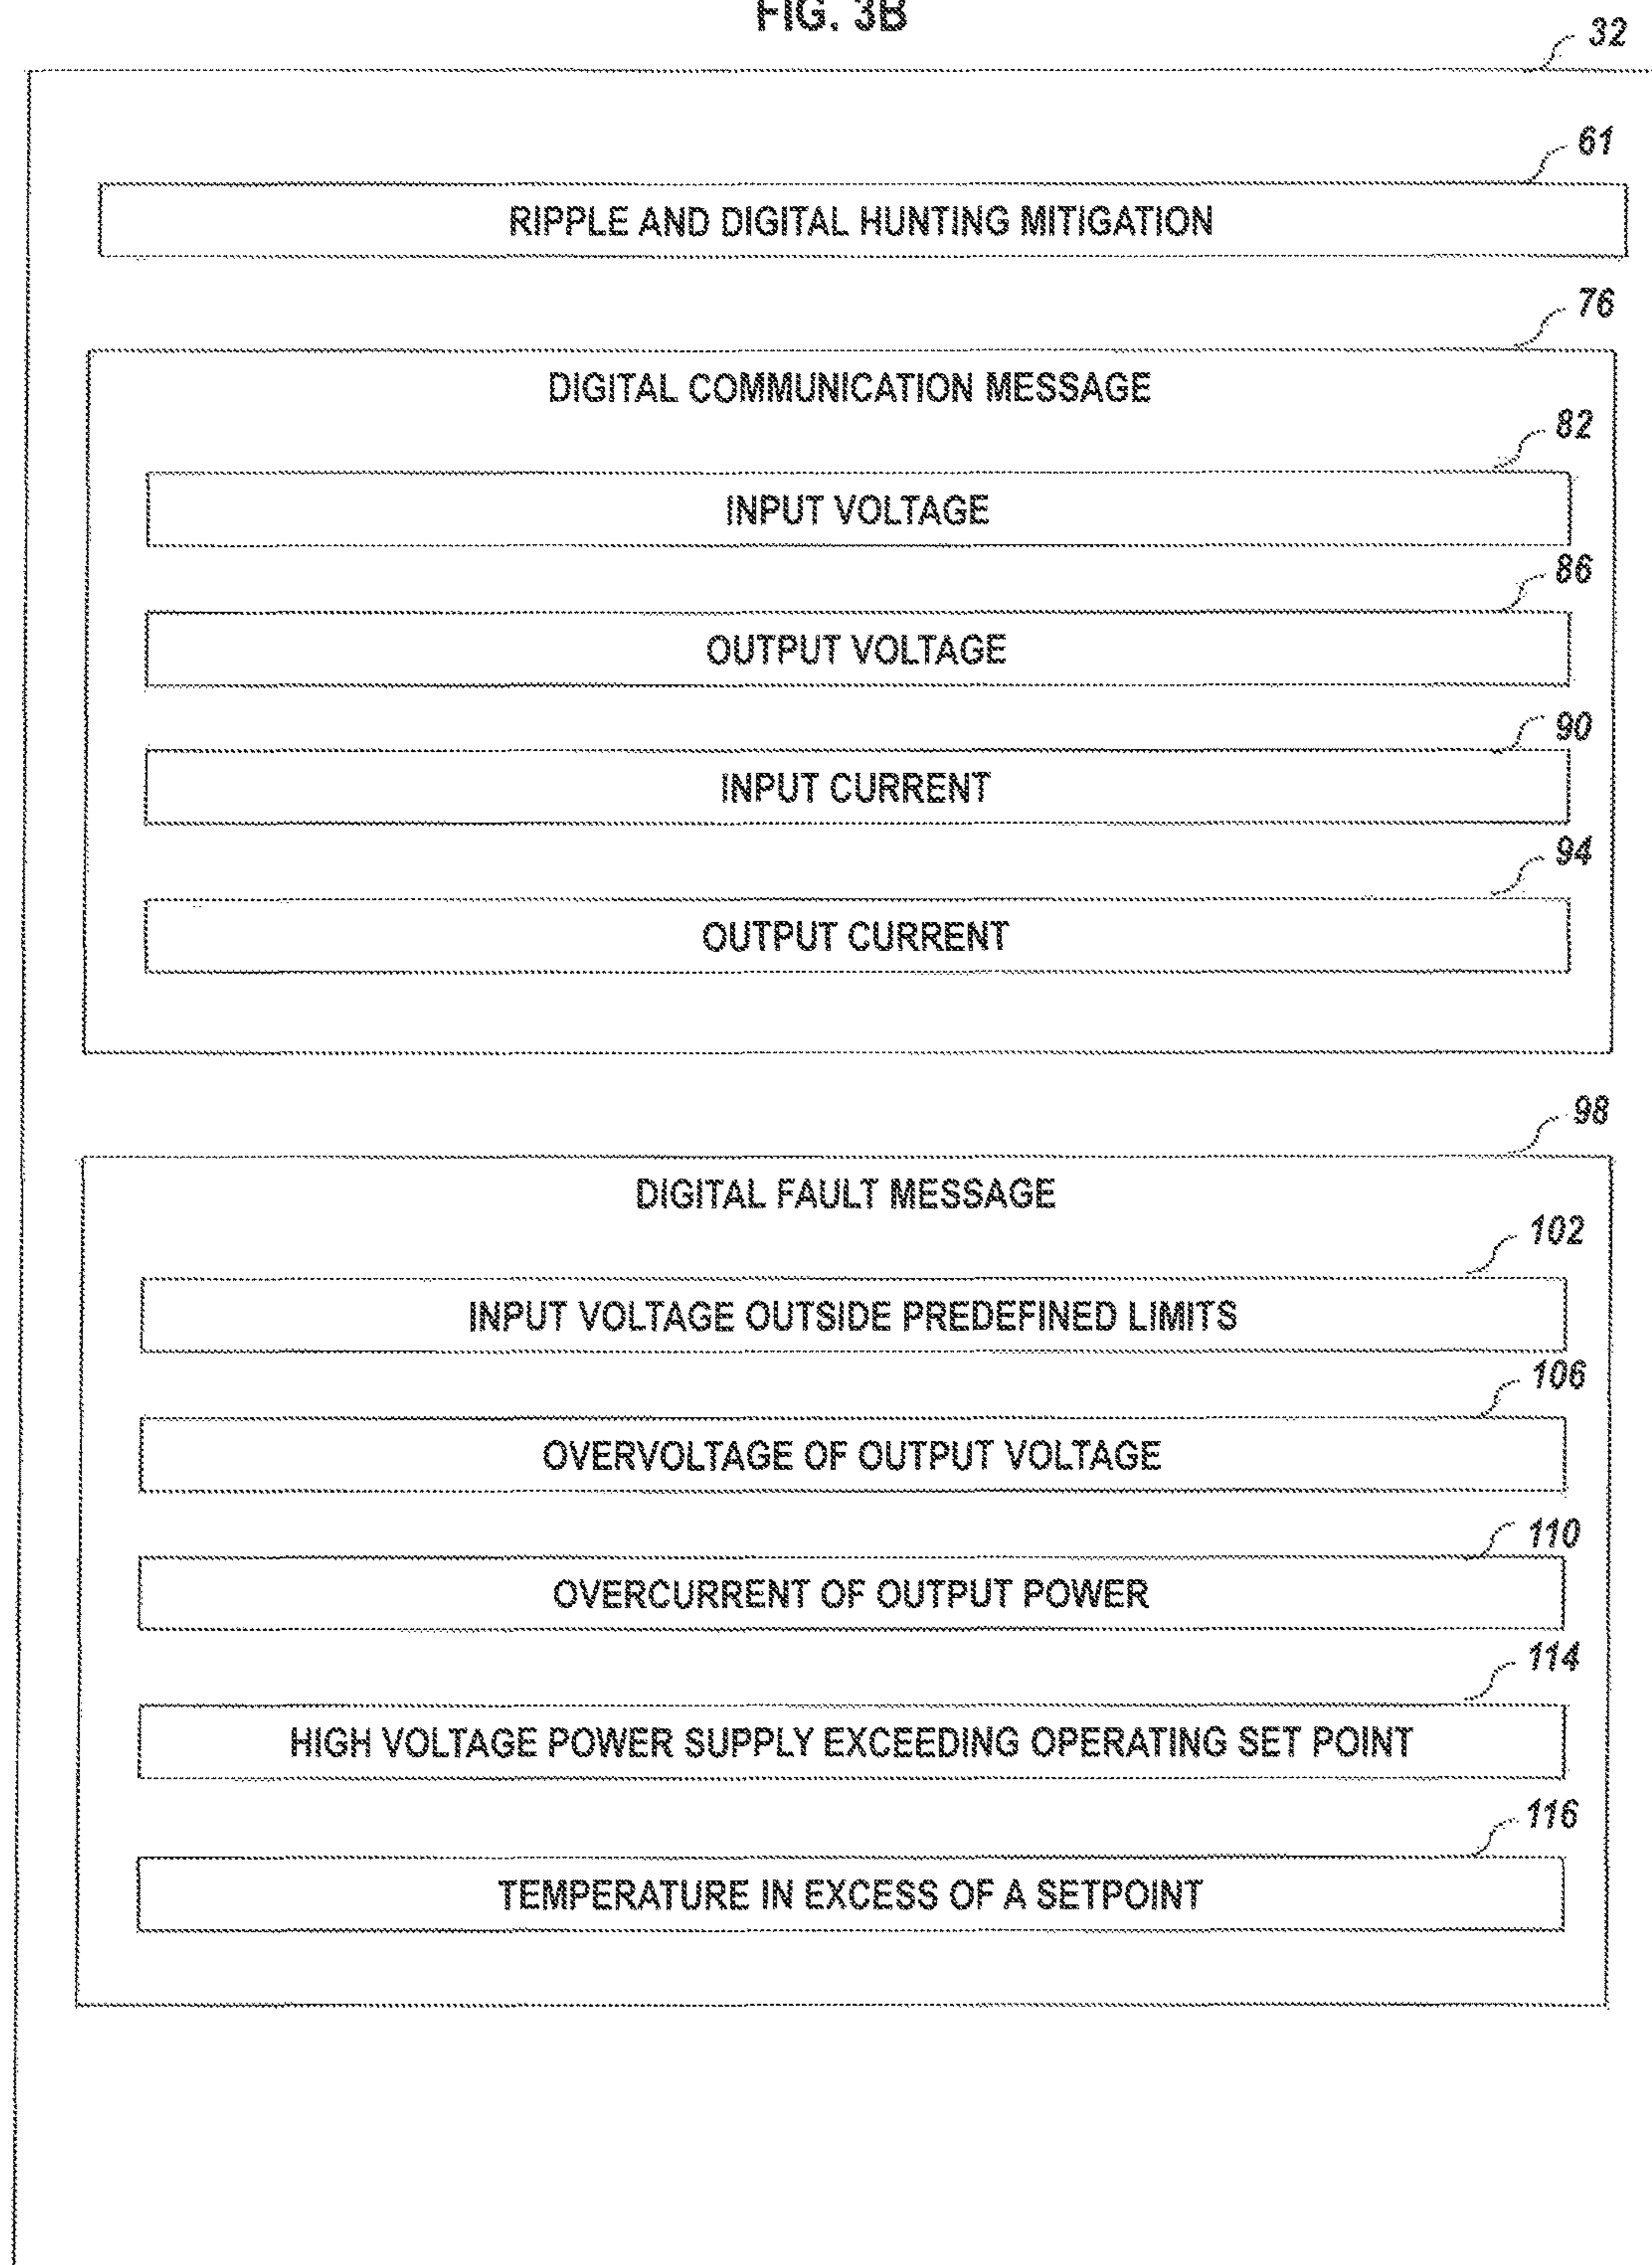 FIG. 3B
32
61
RIPPLE AND DIGITAL HUNTING MITIGATION
76
DIGITAL COMMUNICATION MESSAGE
82
INPUT VOLTAGE
86
OUTPUT VOLTAGE
90
INPUT CURRENT
94
OUTPUT CURRENT
98
DIGITAL FAULT MESSAGE
102
INPUT VOLTAGE OUTSIDE PREDEFINED LIMITS
106
OVERVOLTAGE OF OUTPUT VOLTAGE
110
OVERCURRENT OF OUTPUT POWER
114
HIGH VOLTAGE POWER SUPPLY EXCEEDING OPERATING SET POINT
116
TEMPERATURE IN EXCESS OF A SETPOINT